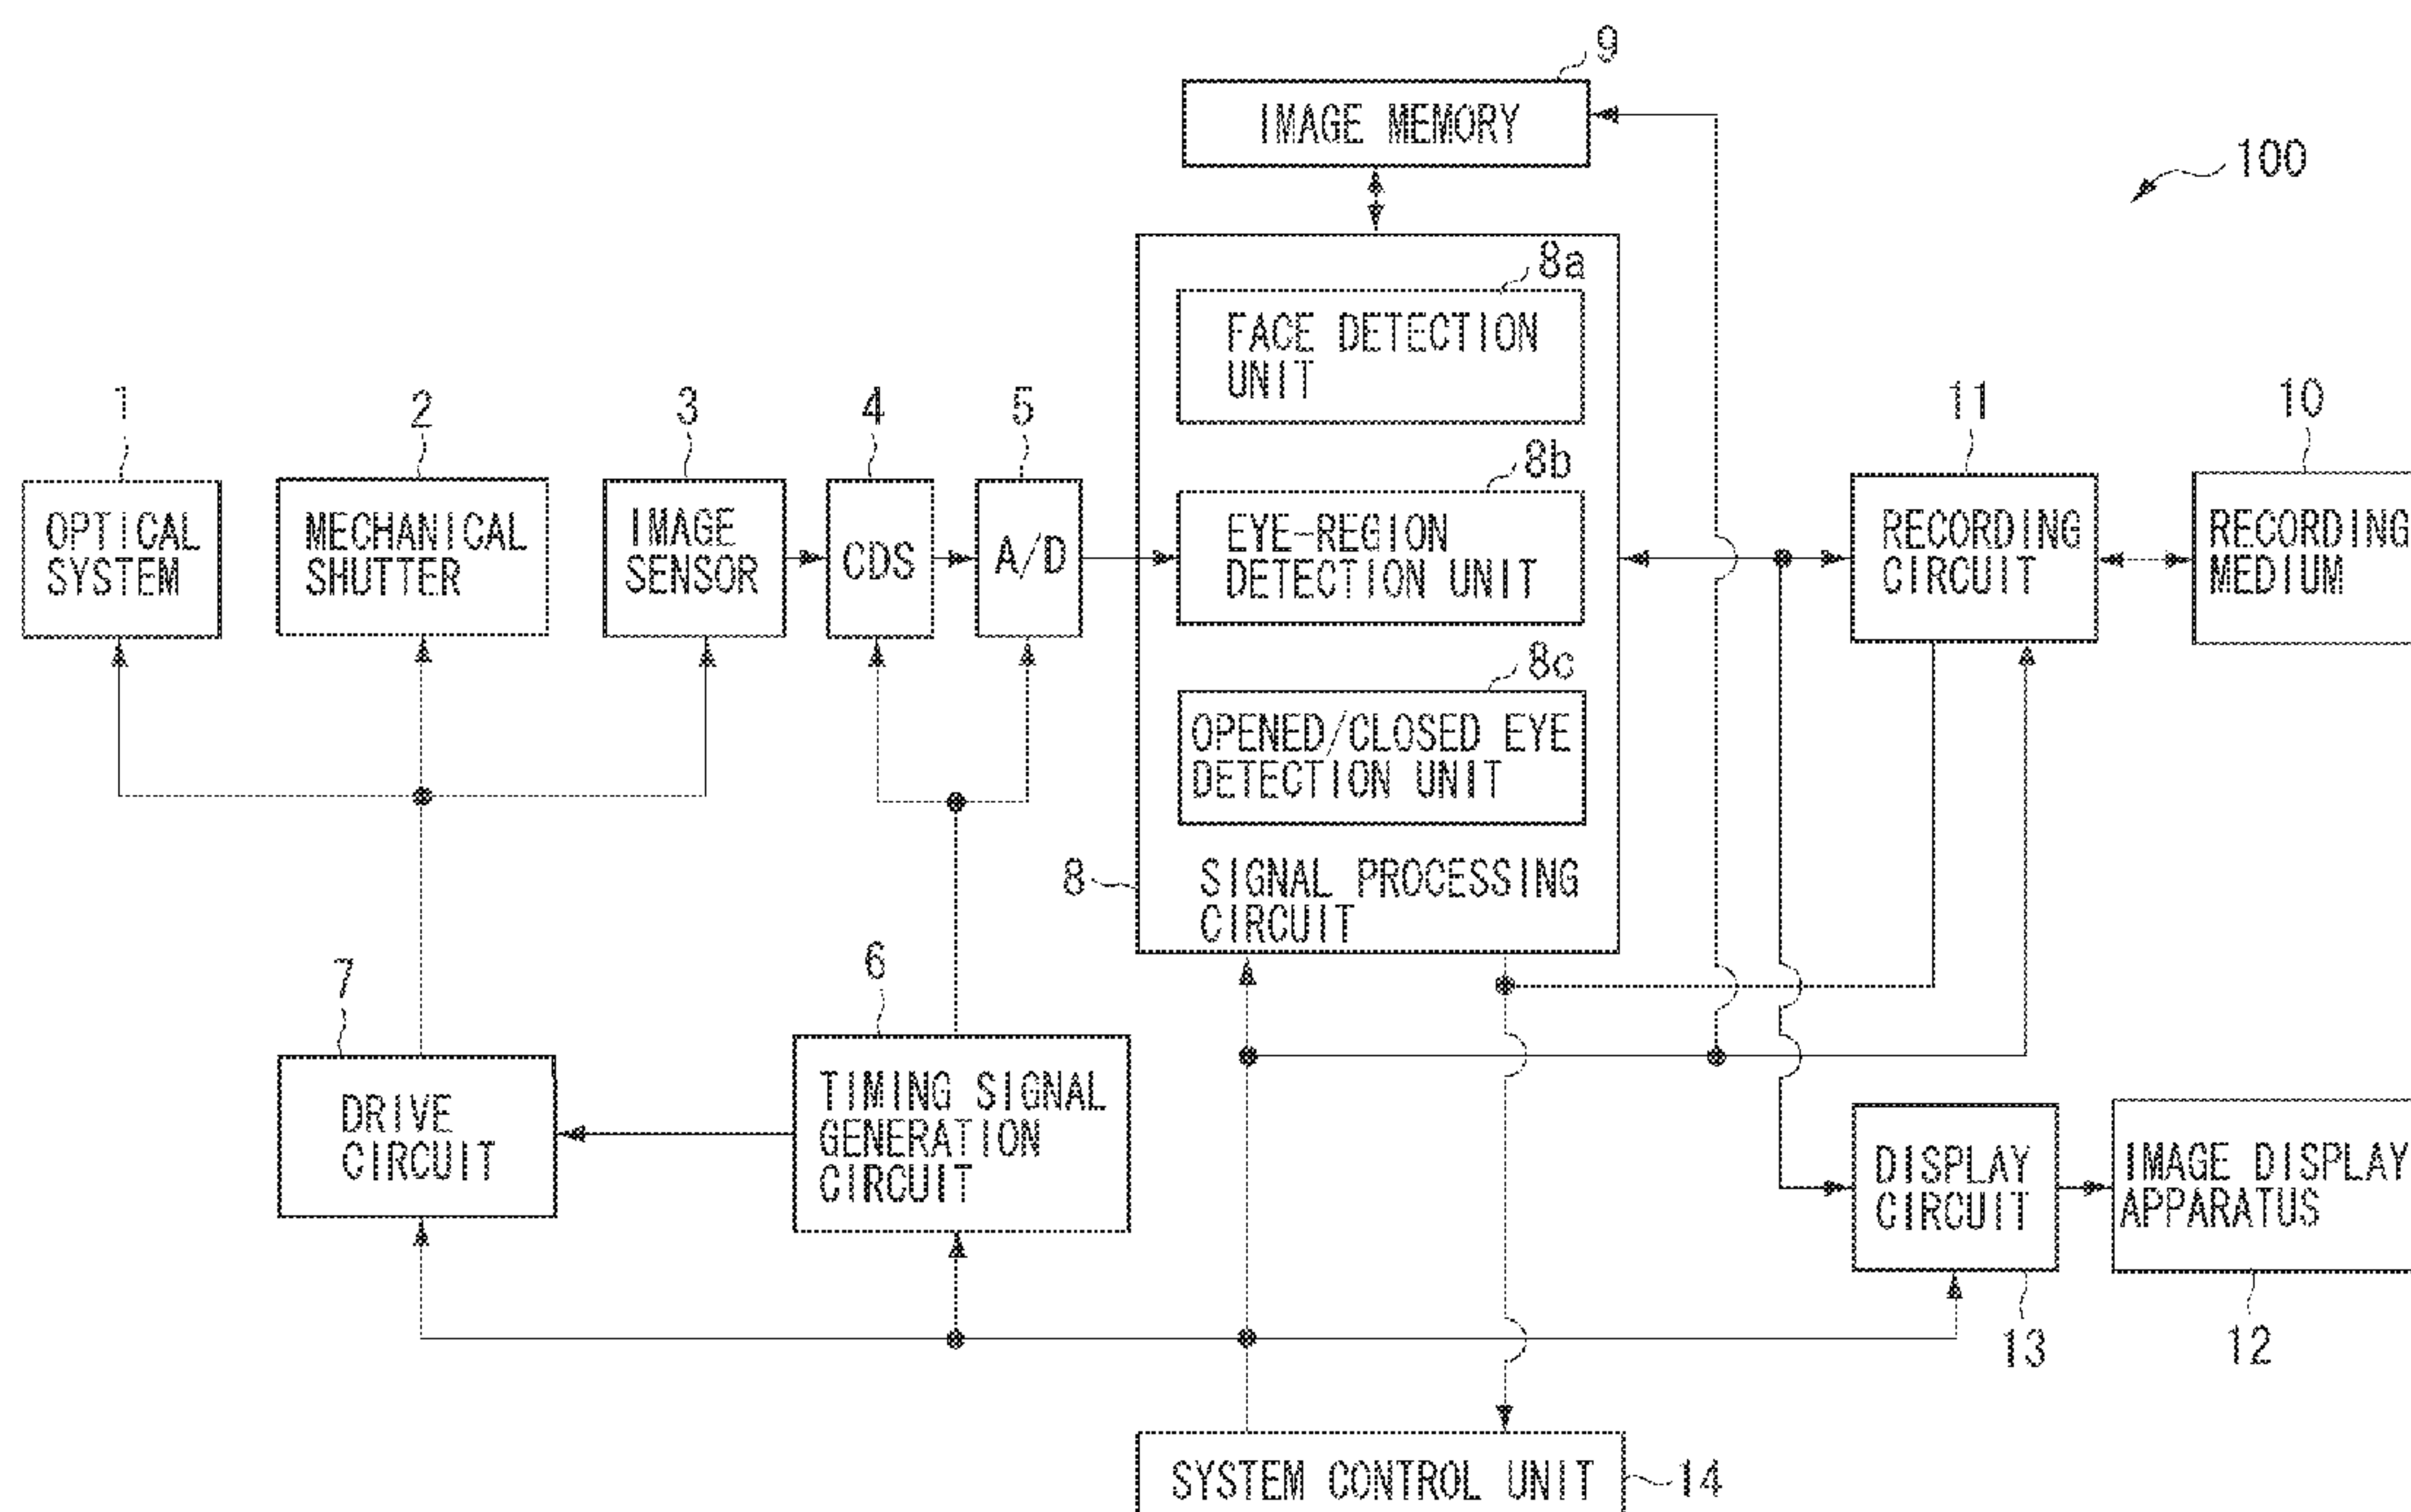 9
IMAGE MEMORY
100
8a
FACE DETECTION
UNIT
1
2
3
4
5
11
10
8b
OPTICAL
SYSTEM
MECHANICAL
SHUTTER
IMAGE
SENSOR
CDS
A/D
EYE-REGION
DETECTION UNIT
RECORDING
CIRCUIT
RECORDING
MEDIUM
8c
OPENED/CLOSED EYE
DETECTION UNIT
8
SIGNAL PROCESSING
CIRCUIT
7
6
DRIVE
CIRCUIT
TIMING SIGNAL
GENERATION
CIRCUIT
DISPLAY
CIRCUIT
IMAGE DISPLAY
APPARATUS
13
12
SYSTEM CONTROL UNIT
14